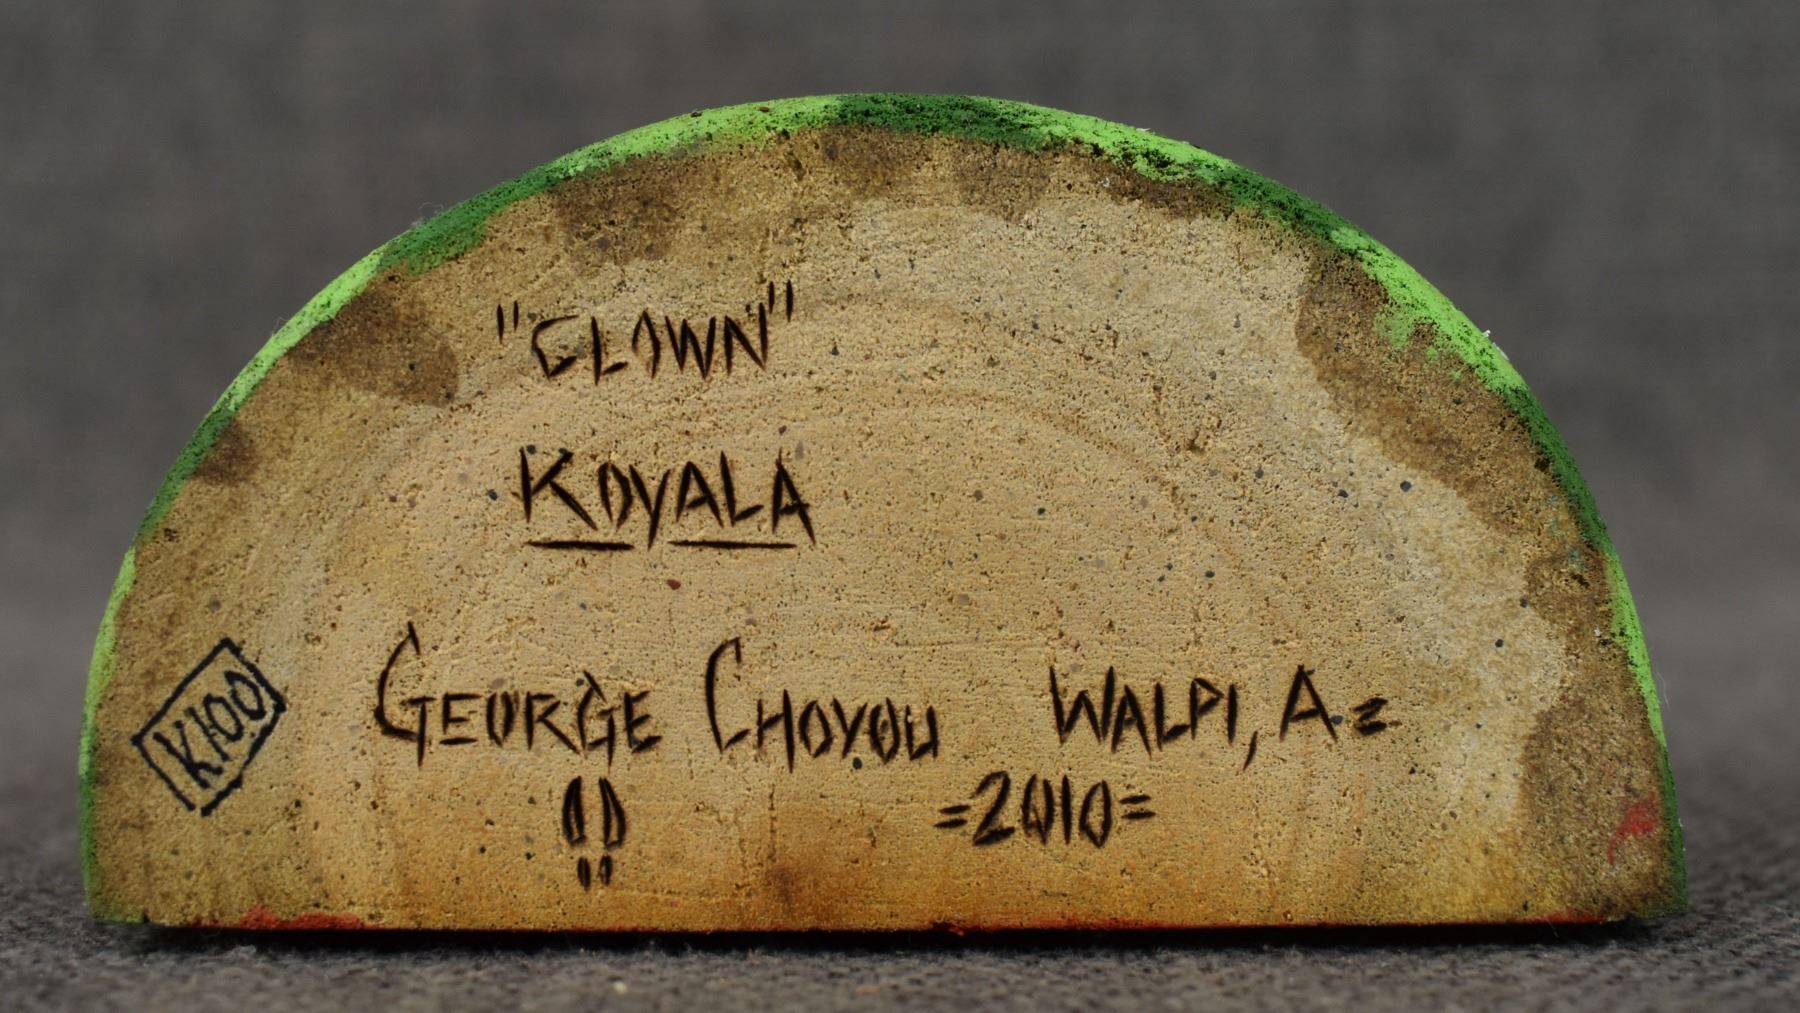 "CLOWN"
KOYALA
GEORGE CHOYOU WALPI, AZ
=2010=
K100